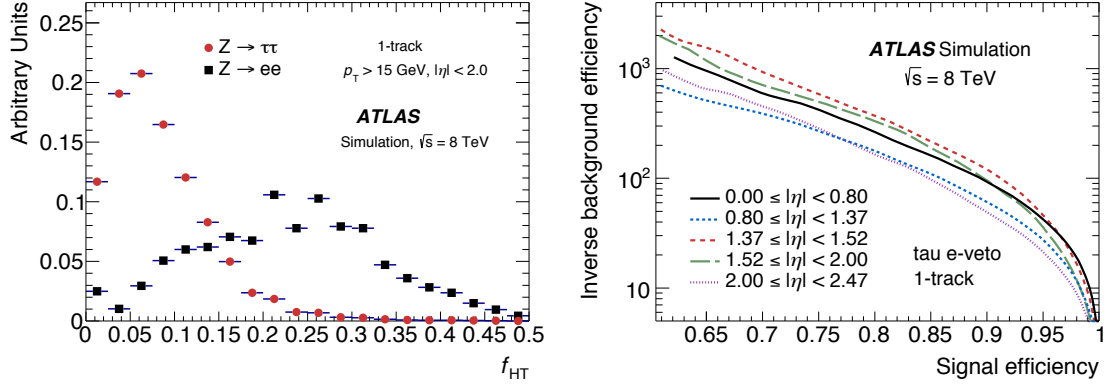 Arbitrary Units
0.25
0.2
0.15
0.1
0.05
0
Z → ττ
Z → ee
1-track
p_T > 15 GeV, |η| < 2.0
ATLAS
Simulation, √s = 8 TeV
0 0.05 0.1 0.15 0.2 0.25 0.3 0.35 0.4 0.45 0.5
f_HT
Inverse background efficiency
10³
10²
10
ATLAS Simulation
√s = 8 TeV
0.00 ≤ |η| < 0.80
0.80 ≤ |η| < 1.37
1.37 ≤ |η| < 1.52
1.52 ≤ |η| < 2.00
2.00 ≤ |η| < 2.47
tau e-veto
1-track
0.65 0.7 0.75 0.8 0.85 0.9 0.95 1
Signal efficiency